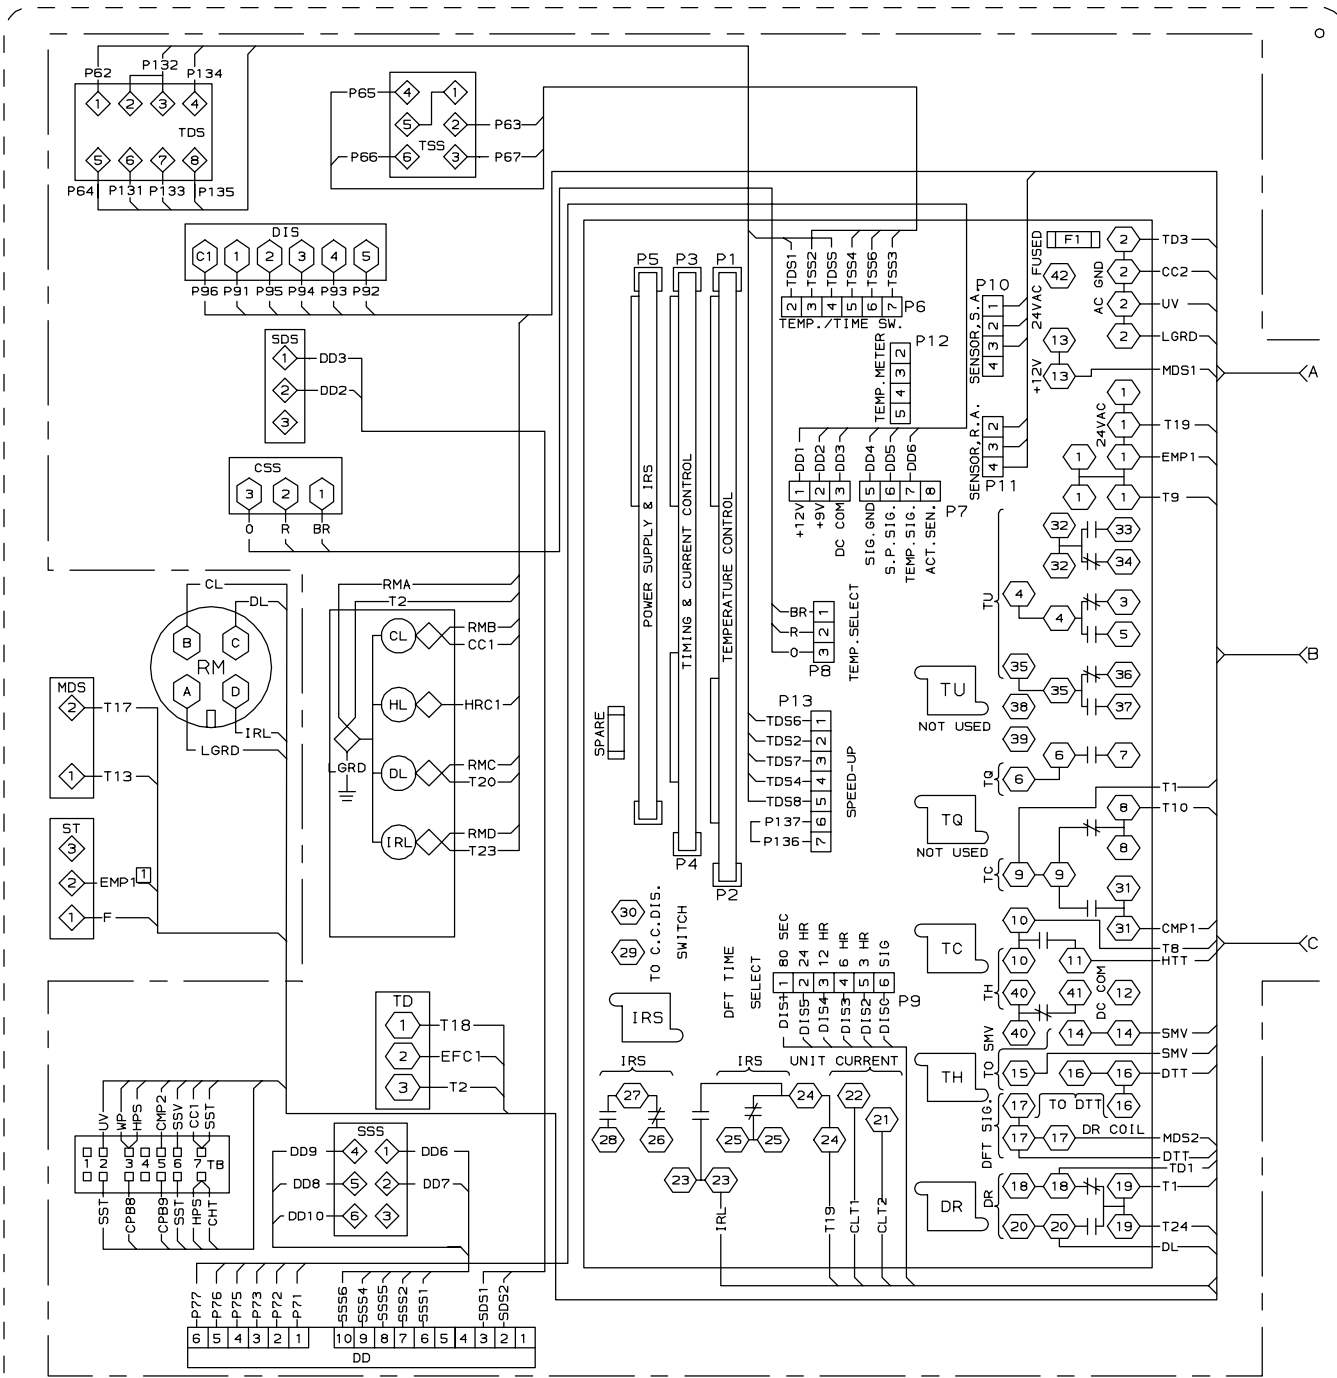 P62 P132 P134
1 2 3 4
TDS
5 6 7 8
P64 P131 P133 P135
P65 4 1
5 2 P63
TSS
P66 6 3 P67
DIS
C1 1 2 3 4 5
P96 P91 P95 P94 P93 P92
SDS
1 DD3
2 DD2
3
CSS
3 2 1
O R BR
CL
DL
B C
RM
A D
IRL
LGRD
MDS
2 T17
1 T13
ST
3
2 EMP1 1
1 F
RMA
T2
CL RMB
CC1
HL HRC1
LGRD
DL RMC
T20
IRL RMD
T23
TD
1 T18
2 EFC1
3 T2
UV WP HPS CMP2 SSV CC1 SST
1 2 3 4 5 6 7 TB
SST CPB8 CPB9 SST HPS CHT
SSS
DD9 4 1 DD6
DD8 5 2 DD7
DD10 6 3
P77 P76 P75 P73 P72 P71
SSS6 SSS4 SSS5 SSS2 SSS1 SDS1 SDS2
6 5 4 3 2 1
10 9 8 7 6 5 4 3 2 1
DD
P5 P3 P1
POWER SUPPLY & IRS
TIMING & CURRENT CONTROL
TEMPERATURE CONTROL
P4
P2
SPARE
TDS1 TSS2 TDS5 TSS4 TSS6 TSS3
2 3 4 5 6 7 P6
TEMP./TIME SW.
P12
TEMP.METER
2 3 4 5
P10
SENSOR,S.A.
1 2 3 4
SENSOR,R.A.
2 3 4
P11
DD1 DD2 DD3 DD4 DD5 DD6
1 2 3 5 6 7 8
P7
+12V +9V DC COM SIG.GND S.P.SIG. TEMP.SIG. ACT.SEN.
BR 1
R 2
O 3
P8
TEMP.SELECT
P13
TDS6 1
TDS2 2
TDS7 3
TDS4 4
TDS8 5
P137 6
P136 7
SPEED-UP
30
29
TO C.C.DIS. SWITCH
IRS
DFT TIME SELECT
80 SEC 24 HR 12 HR 6 HR 3 HR SIG
1 2 3 4 5 6 P9
DIS1 DIS5 DIS4 DIS3 DIS2 DISC
IRS IRS UNIT CURRENT
27 24 22
21
28 26 25 25 24
23 23
IRL T19 CLT1 CLT2
24VAC FUSED
F1 2 TD3
42 AC GND 2 CC2
2 UV
13 2 LGRD
+12V 13 MDS1
A
24VAC
1
1 T19
1 1 EMP1
1 1 T9
TU
32 33
32 34
4 3
4 5
B
TU
NOT USED
35 36
35
38 37
39
TQ
6 7
6
T1
TQ
NOT USED
8 T10
8
TC
9 9
31
31 CMP1
TC
10 T8
10 11 HTT
C
TH
DC COM
40 41 12
40
TO SMV
14 14 SMV
SMV
TH
15 16 16 DTT
DFT SIG.
17 TO DTT 16
DR COIL
17 17 MDS2
DTT
TD1
DR
DR
18 18 19 T1
20 20 19 T24
DL